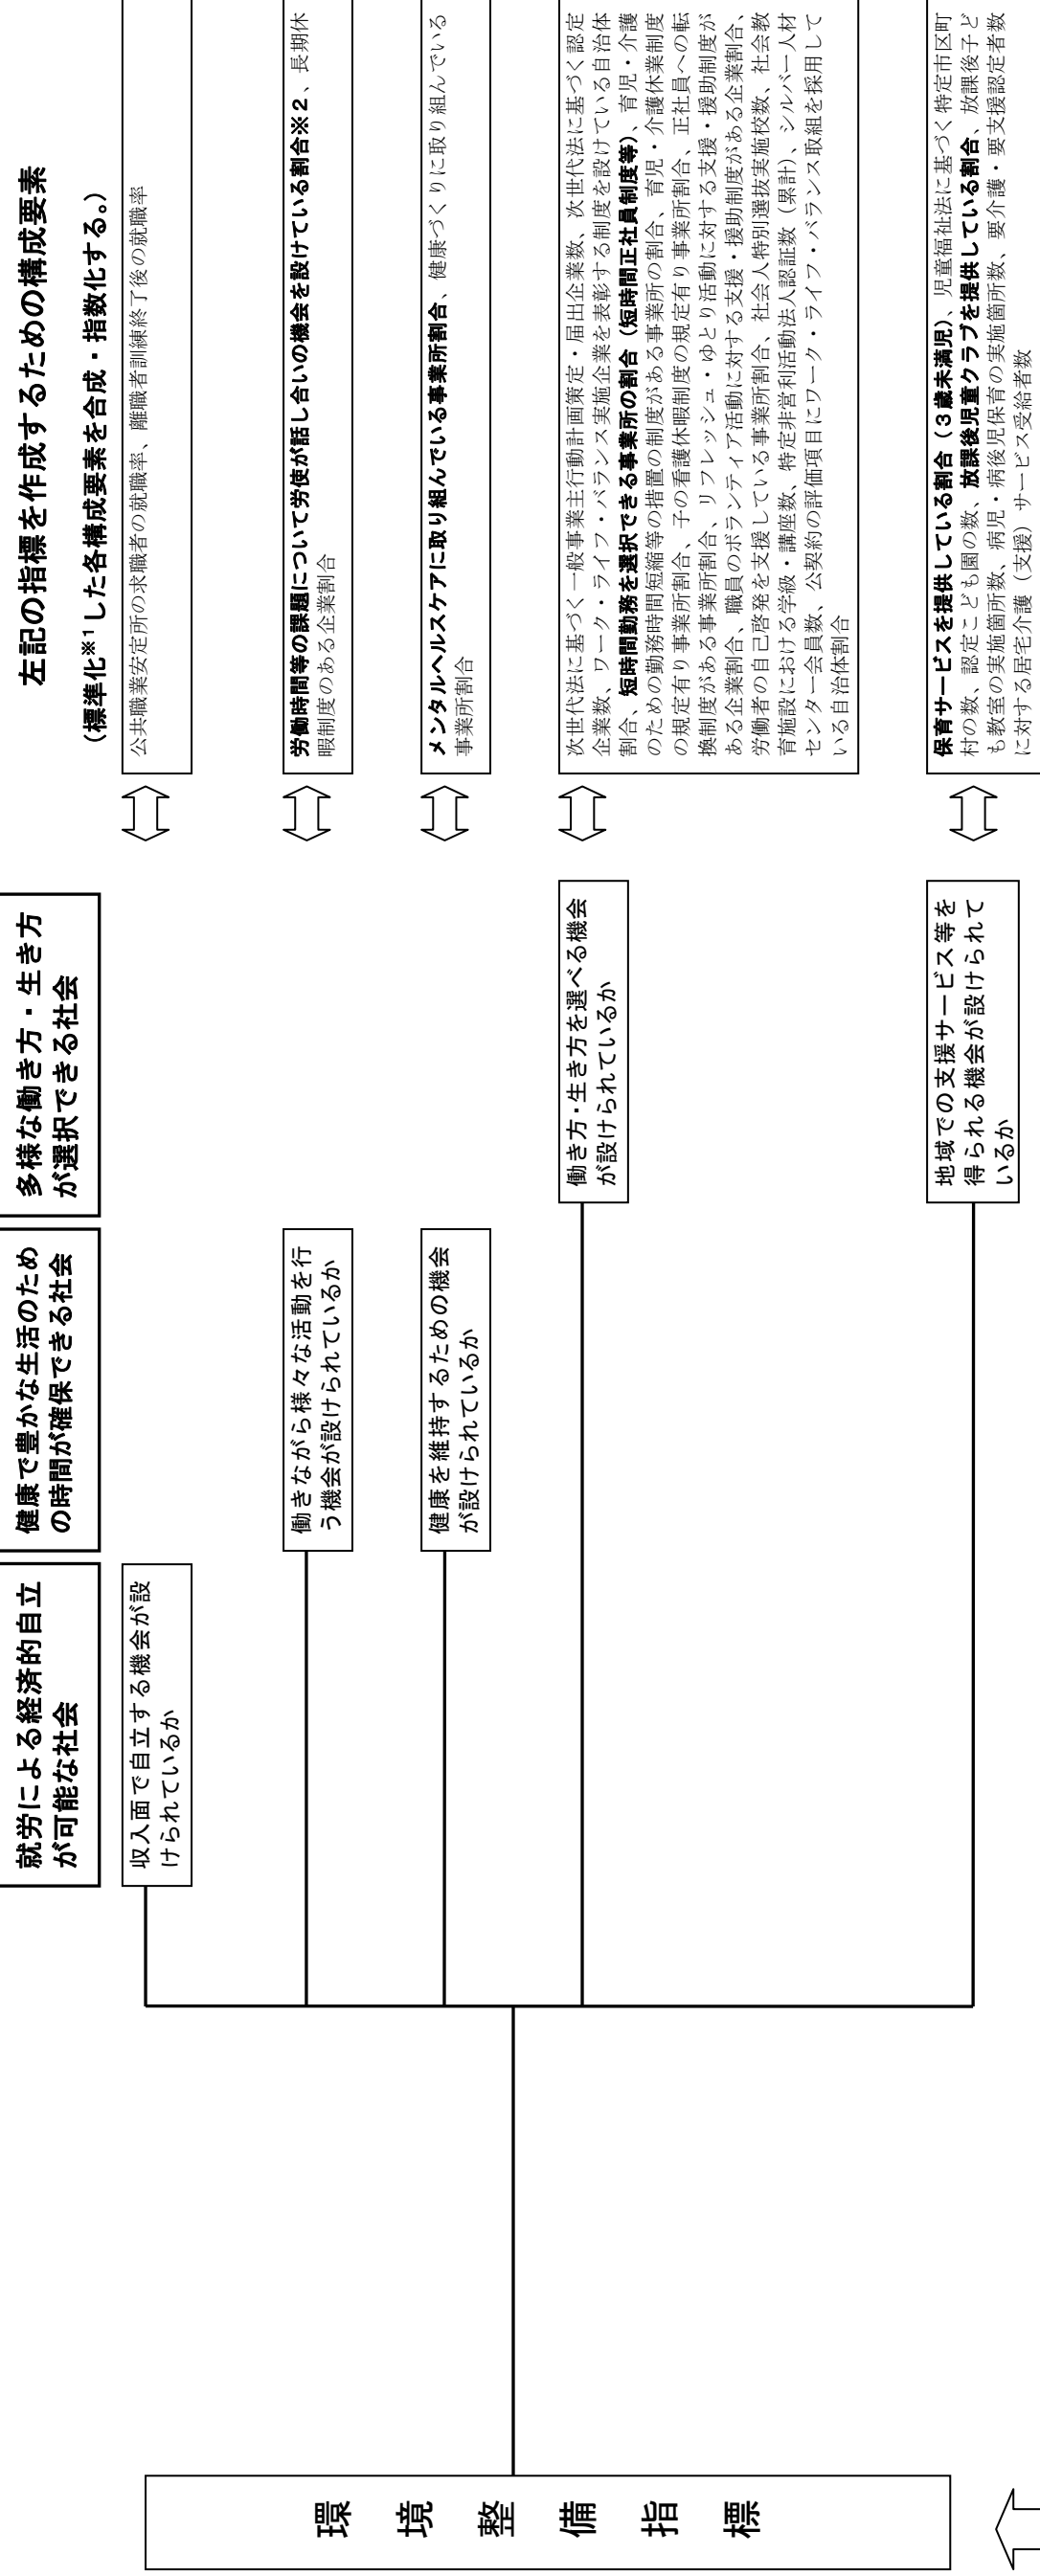 左記の指標を作成するための構成要素
（標準化※１した各構成要素を合成・指数化する。）
就労による経済的自立
が可能な社会
健康で豊かな生活のため
の時間が確保できる社会
多様な働き方・生き方
が選択できる社会
収入面で自立する機会が設
けられているか
公共職業安定所の求職者の就職率、離職者訓練終了後の就職率
働きながら様々な活動を行
う機会が設けられているか
労働時間等の課題について労使が話し合いの機会を設けている割合※２、長期休
暇制度のある企業割合
健康を維持するための機会
が設けられているか
メンタルヘルスケアに取り組んでいる事業所割合、健康づくりに取り組んでいる
事業所割合
働き方・生き方を選べる機会
が設けられているか
次世代法に基づく一般事業主行動計画策定・届出企業数、次世代法に基づく認定
企業数、ワーク・ライフ・バランス実施企業を表彰する制度を設けている自治体
割合、短時間勤務を選択できる事業所の割合（短時間正社員制度等）、育児・介護
のための勤務時間短縮等の措置の制度がある事業所の割合、育児・介護休業制度
の規定有り事業所割合、子の看護休暇制度の規定有り事業所割合、正社員への転
換制度がある事業所割合、リフレッシュ・ゆとり活動に対する支援・援助制度が
ある企業割合、職員のボランティア活動に対する支援・援助制度がある企業割合、
労働者の自己啓発を支援している事業所割合、社会人特別選抜実施校数、社会教
育施設における学級・講座数、特定非営利活動法人認証数（累計）、シルバー人材
センター会員数、公契約の評価項目にワーク・ライフ・バランス取組を採用して
いる自治体割合
地域での支援サービス等を
得られる機会が設けられて
いるか
保育サービスを提供している割合（３歳未満児）、児童福祉法に基づく特定市区町
村の数、認定こども園の数、放課後児童クラブを提供している割合、放課後子ど
も教室の実施箇所数、病児・病後児保育の実施箇所数、要介護・要支援認定者数
に対する居宅介護（支援）サービス受給者数
環境整備指標